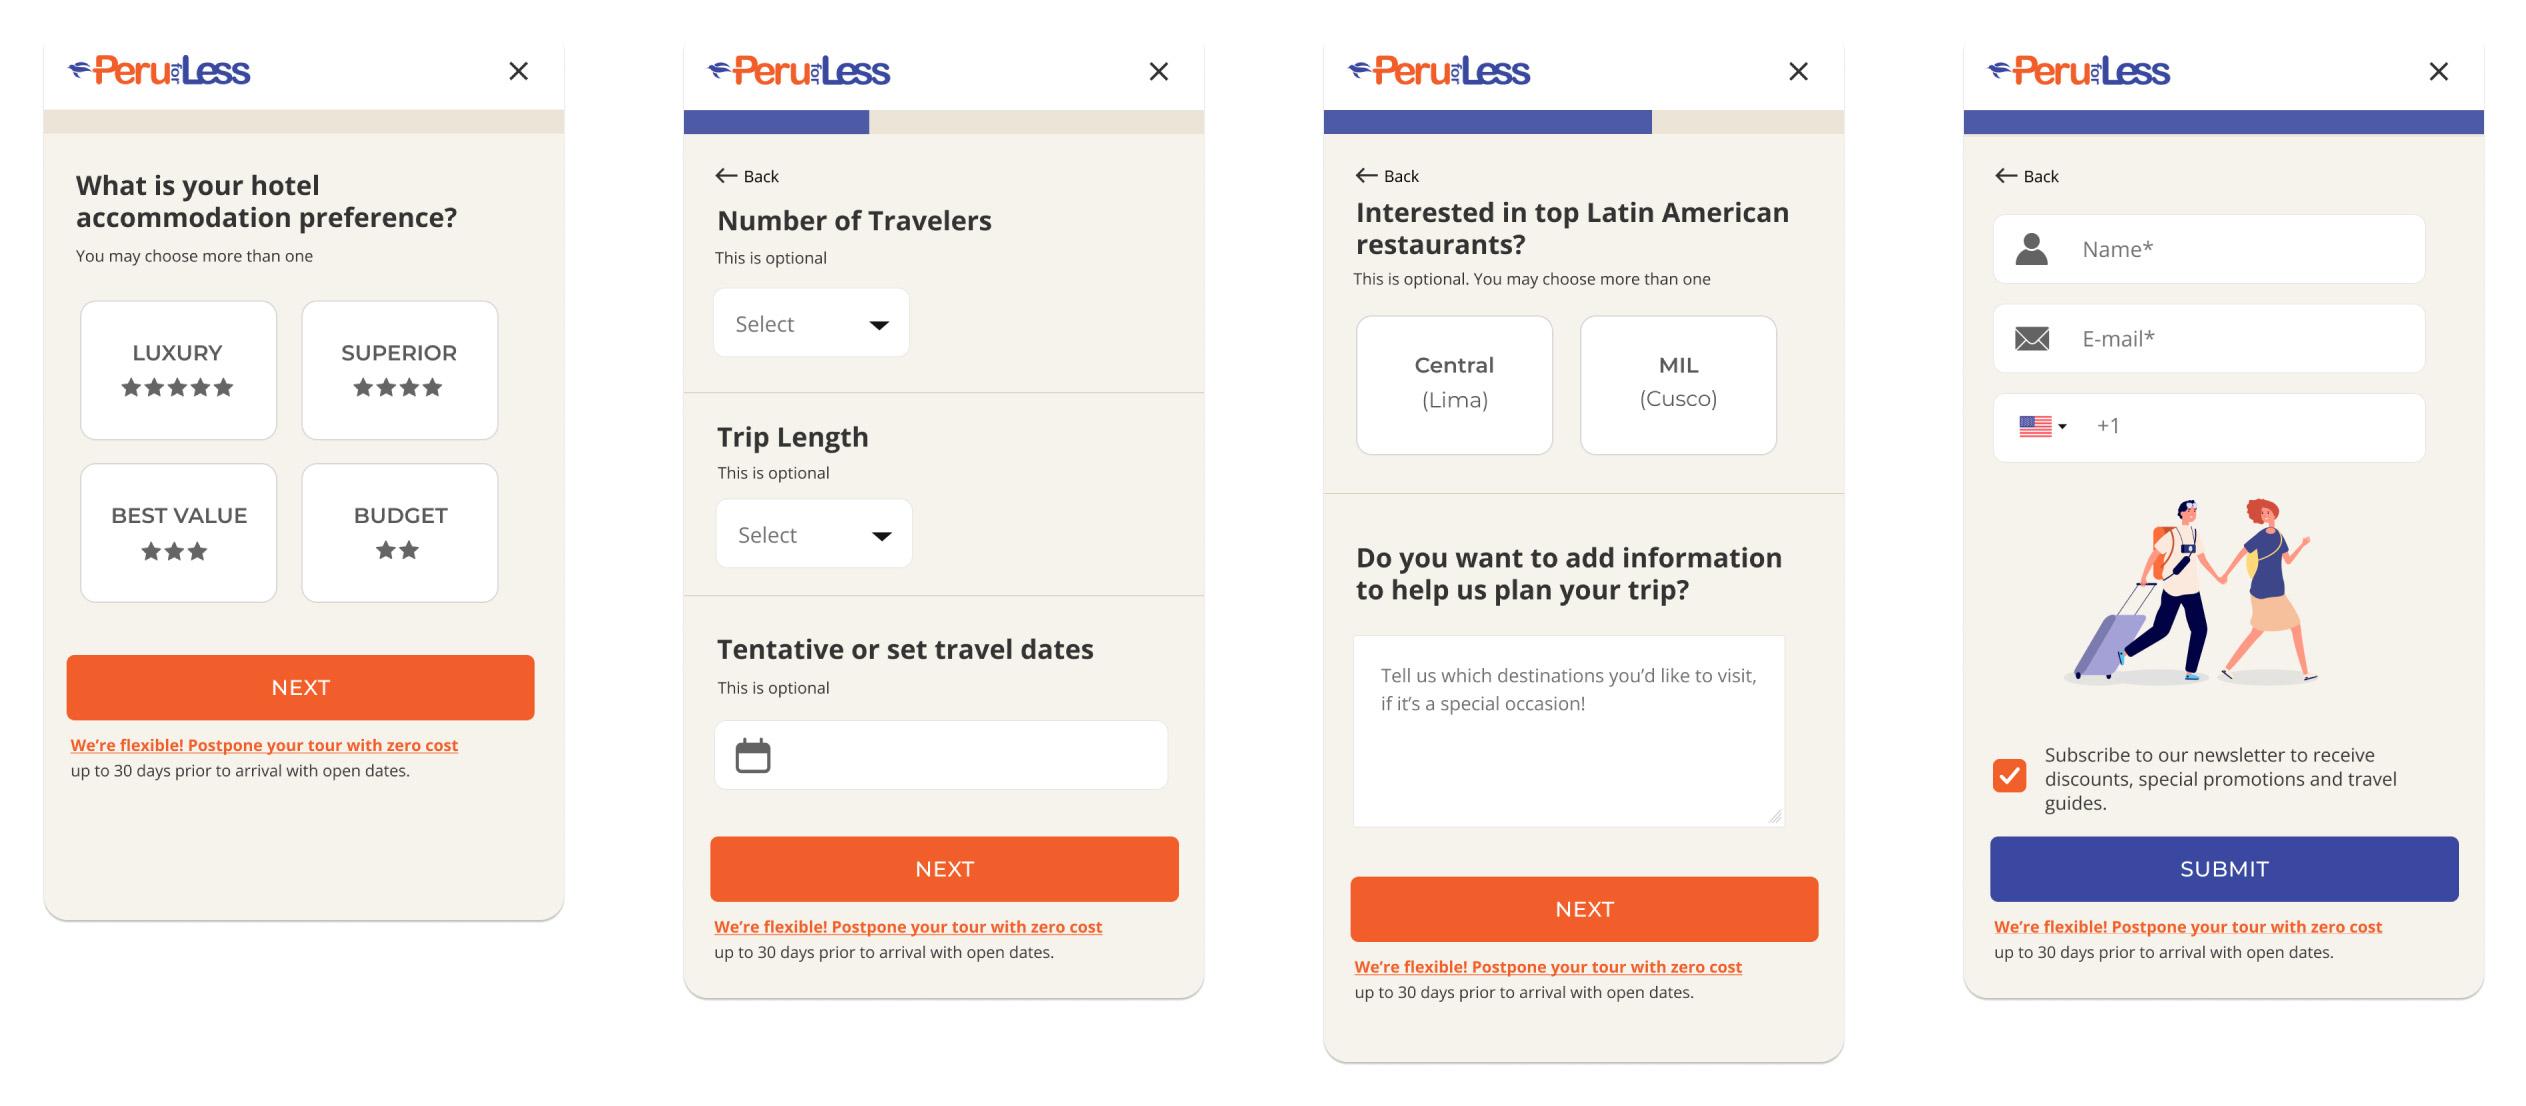 Peru for Less
What is your hotel
accommodation preference?
You may choose more than one
LUXURY
SUPERIOR
BEST VALUE
BUDGET
NEXT
We're flexible! Postpone your tour with zero cost
up to 30 days prior to arrival with open dates.
Peru for Less
Back
Number of Travelers
This is optional
Select
Trip Length
This is optional
Select
Tentative or set travel dates
This is optional
NEXT
We're flexible! Postpone your tour with zero cost
up to 30 days prior to arrival with open dates.
Peru for Less
Back
Interested in top Latin American
restaurants?
This is optional. You may choose more than one
Central
(Lima)
MIL
(Cusco)
Do you want to add information
to help us plan your trip?
Tell us which destinations you'd like to visit,
if it's a special occasion!
NEXT
We're flexible! Postpone your tour with zero cost
up to 30 days prior to arrival with open dates.
Peru for Less
Back
Name*
E-mail*
+1
Subscribe to our newsletter to receive
discounts, special promotions and travel
guides.
SUBMIT
We're flexible! Postpone your tour with zero cost
up to 30 days prior to arrival with open dates.